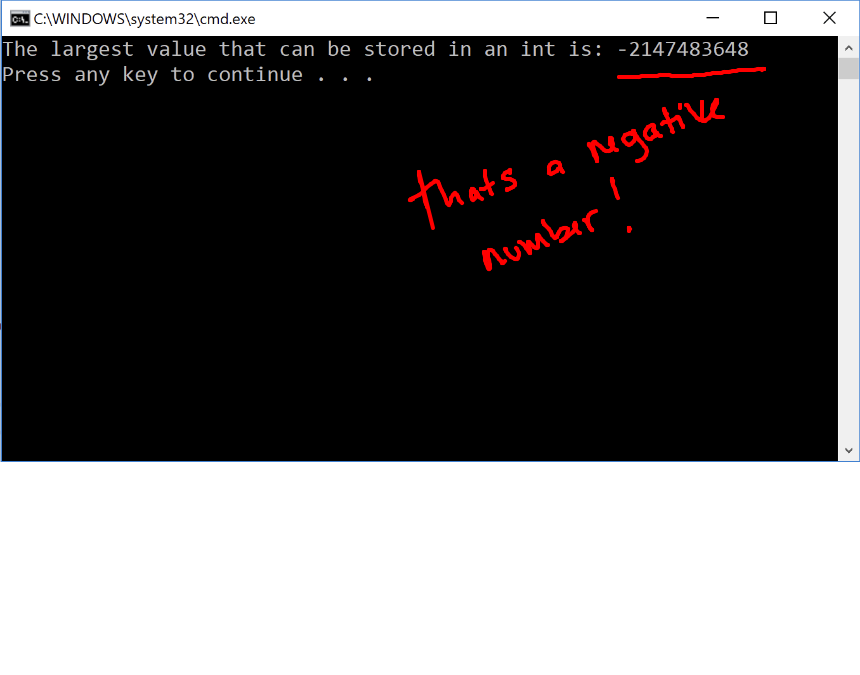 C:\WINDOWS\system32\cmd.exe
The largest value that can be stored in an int is: -2147483648
Press any key to continue . . .
thats a negative
number!